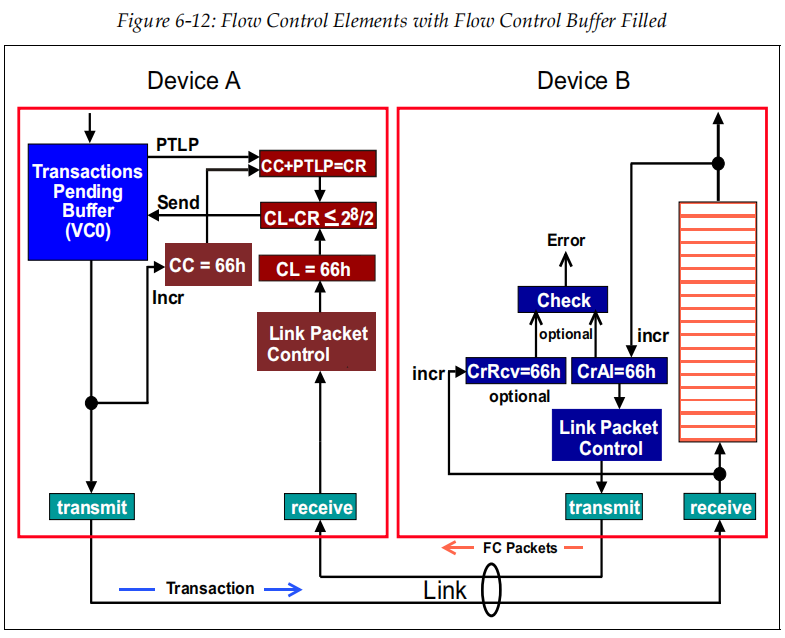 Figure 6-12: Flow Control Elements with Flow Control Buffer Filled
Device A
Device B
PTLP
Transactions
Pending
Buffer
(VC0)
CC+PTLP=CR
Send
CL-CR ≤ 2⁸/2
CC = 66h
Incr
CL = 66h
Link Packet
Control
transmit
receive
Error
Check
optional
incr
incr
CrRcv=66h
CrAl=66h
optional
Link Packet
Control
transmit
receive
FC Packets
Transaction
Link